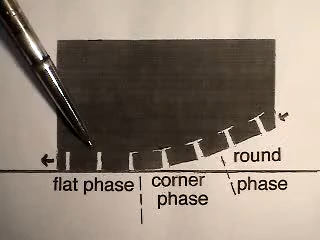 flat phase
corner
phase
round
phase